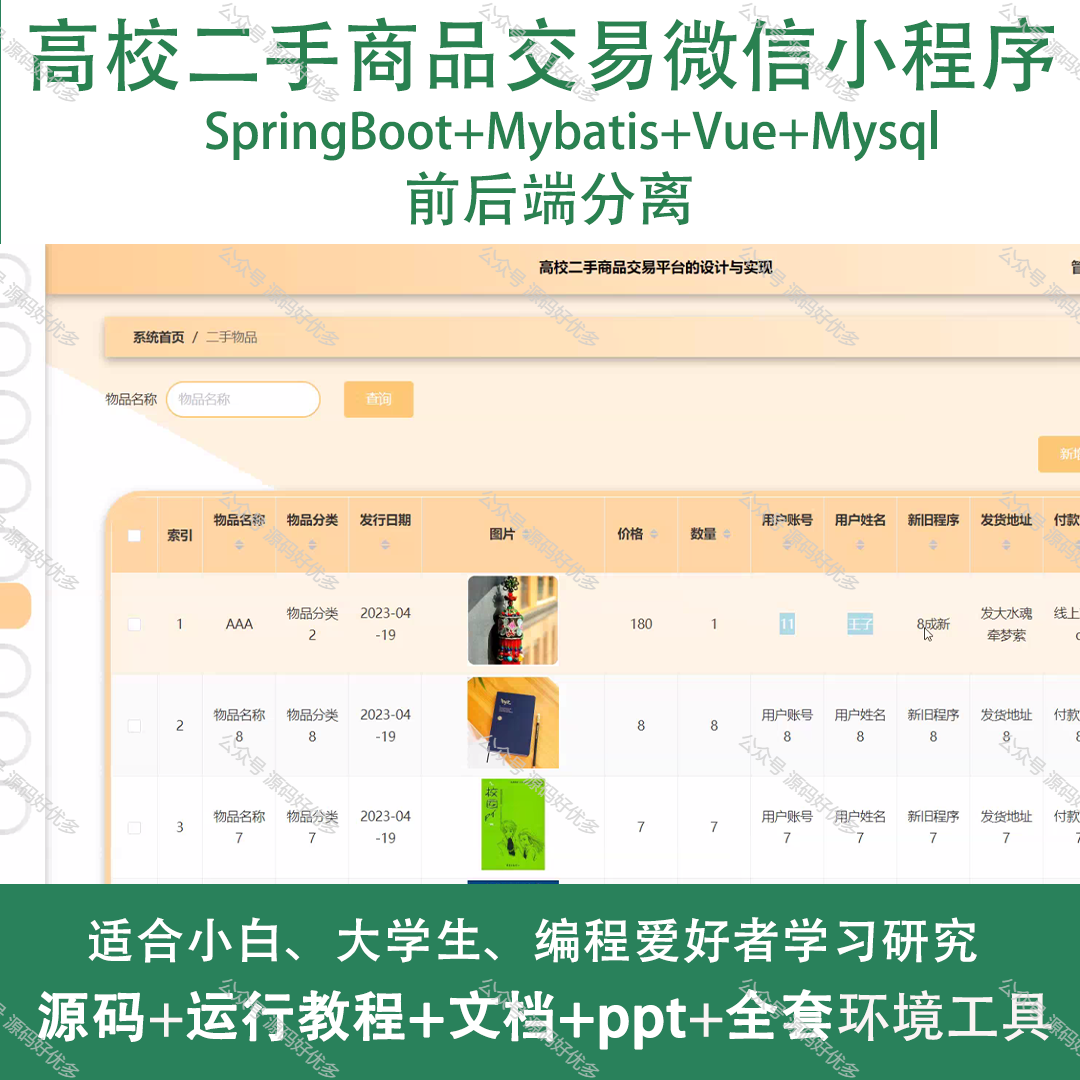 高校二手商品交易微信小程序
SpringBoot+Mybatis+Vue+Mysql
前后端分离
高校二手商品交易平台的设计与实现
系统首页 / 二手物品
物品名称 物品名称 查询
索引 物品名称 物品分类 发行日期 图片 价格 数量 用户账号 用户姓名 新旧程序 发货地址 付款
1 AAA 物品分类2 2023-04-19 180 1 11 王子 8成新 发大水魂牵梦萦 线上
2 物品名称8 物品分类8 2023-04-19 8 8 用户账号8 用户姓名8 新旧程序8 发货地址8 付款
3 物品名称7 物品分类7 2023-04-19 7 7 用户账号7 用户姓名7 新旧程序7 发货地址7 付款
适合小白、大学生、编程爱好者学习研究
源码+运行教程+文档+ppt+全套环境工具
公众号 源码好优多